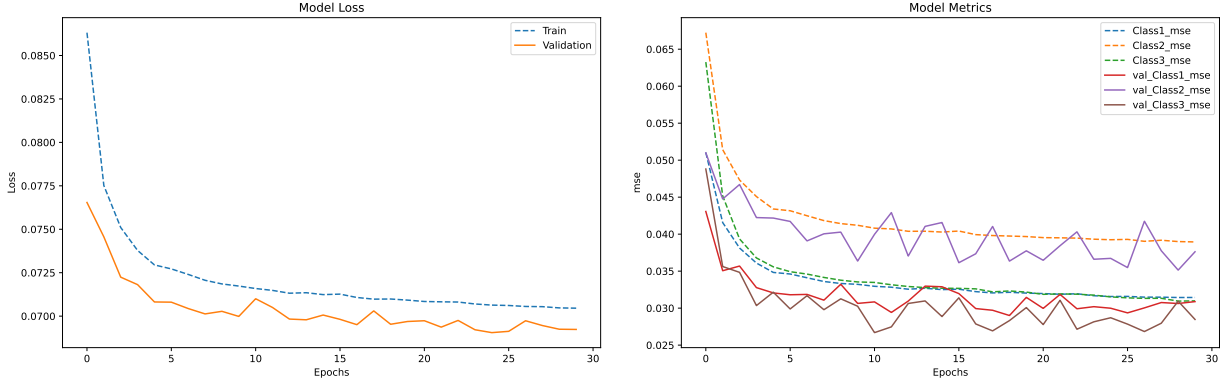 Model Loss
0.0850
0.0825
0.0800
0.0775
0.0750
0.0725
0.0700
Loss
0 5 10 15 20 25 30
Epochs
Train
Validation
Model Metrics
0.065
0.060
0.055
0.050
0.045
0.040
0.035
0.030
0.025
mse
0 5 10 15 20 25 30
Epochs
Class1_mse
Class2_mse
Class3_mse
val_Class1_mse
val_Class2_mse
val_Class3_mse